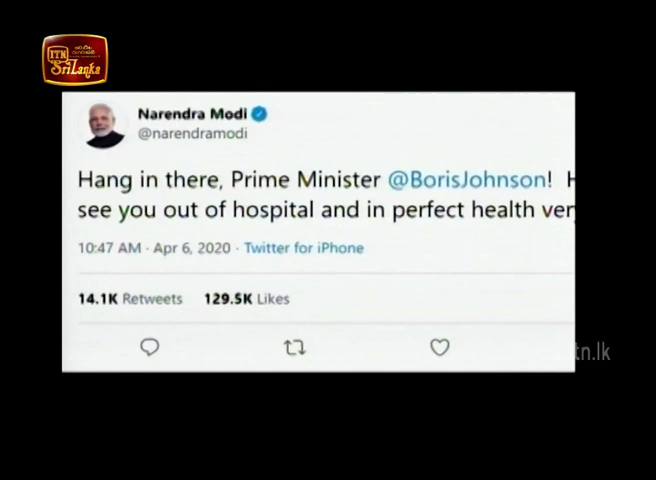 ITN
SriLanka
Narendra Modi
@narendramodi
Hang in there, Prime Minister @BorisJohnson! H
see you out of hospital and in perfect health ver
10:47 AM · Apr 6, 2020 · Twitter for iPhone
14.1K Retweets 129.5K Likes
tn.lk